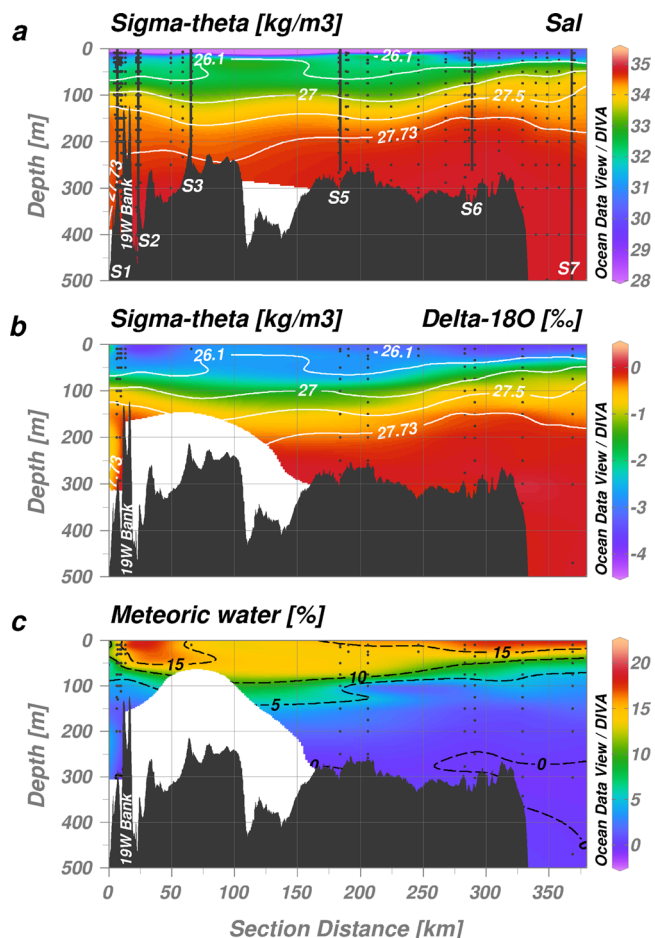 a Sigma-theta [kg/m3] Sal
0
100
200
300
400
500
Depth [m]
26.1
-26.1
27
27.5
27.73
27.73
19W Bank
S1
S2
S3
S5
S6
S7
35
34
33
32
31
30
29
28
Ocean Data View / DIVA
b Sigma-theta [kg/m3] Delta-18O [‰]
0
100
200
300
400
500
Depth [m]
26.1
-26.1
27
27.5
27.73
27.73
19W Bank
0
-1
-2
-3
-4
Ocean Data View / DIVA
c Meteoric water [%]
0
100
200
300
400
500
Depth [m]
15
15
10
5
0
0
19W Bank
20
15
10
5
0
Ocean Data View / DIVA
0 50 100 150 200 250 300 350
Section Distance [km]